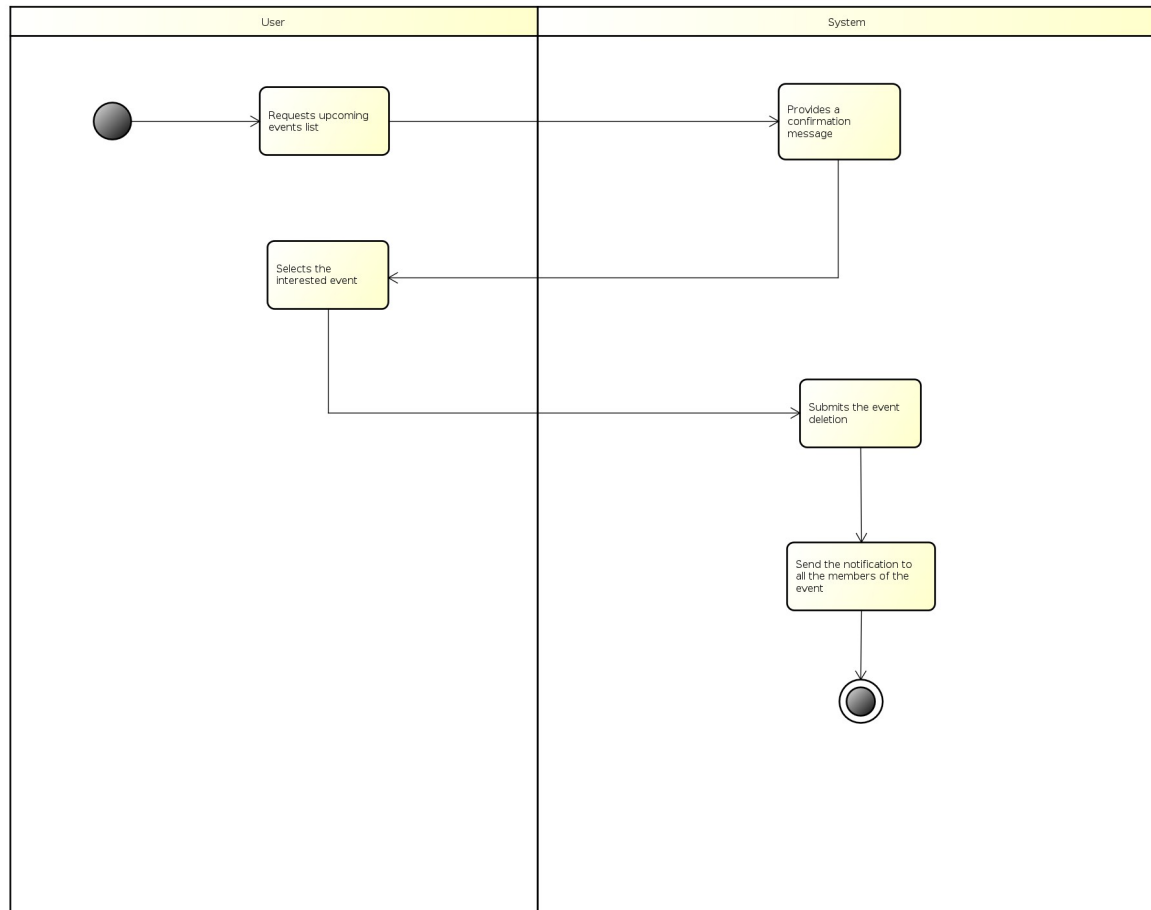 User
System
Requests upcoming
events list
Provides a
confirmation
message
Selects the
interested event
Submits the event
deletion
Send the notification to
all the members of the
event